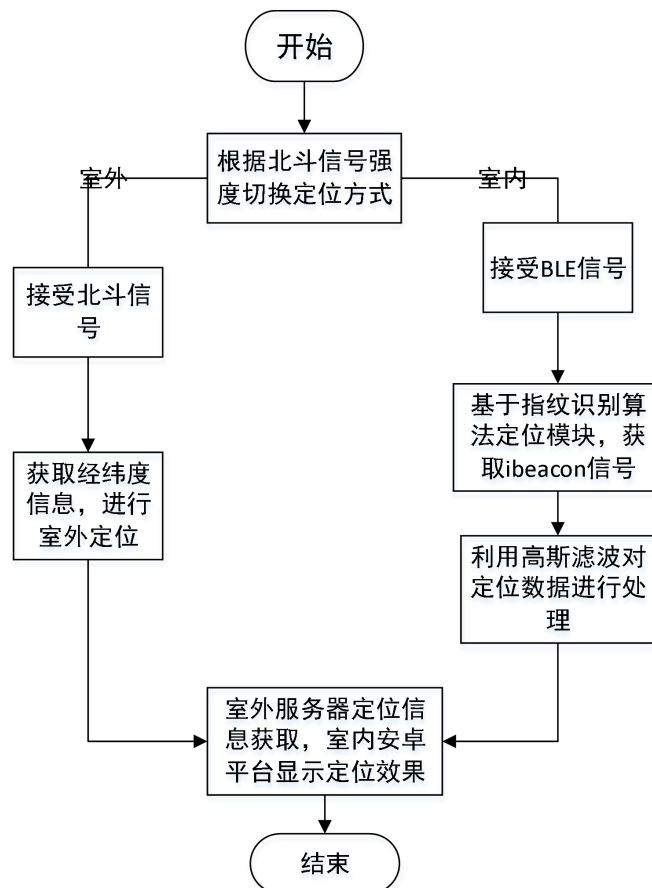 开始
根据北斗信号强
度切换定位方式
室外
室内
接受北斗信
号
接受BLE信号
获取经纬度
信息，进行
室外定位
基于指纹识别算
法定位模块，获
取ibeacon信号
利用高斯滤波对
定位数据进行处
理
室外服务器定位信
息获取，室内安卓
平台显示定位效果
结束